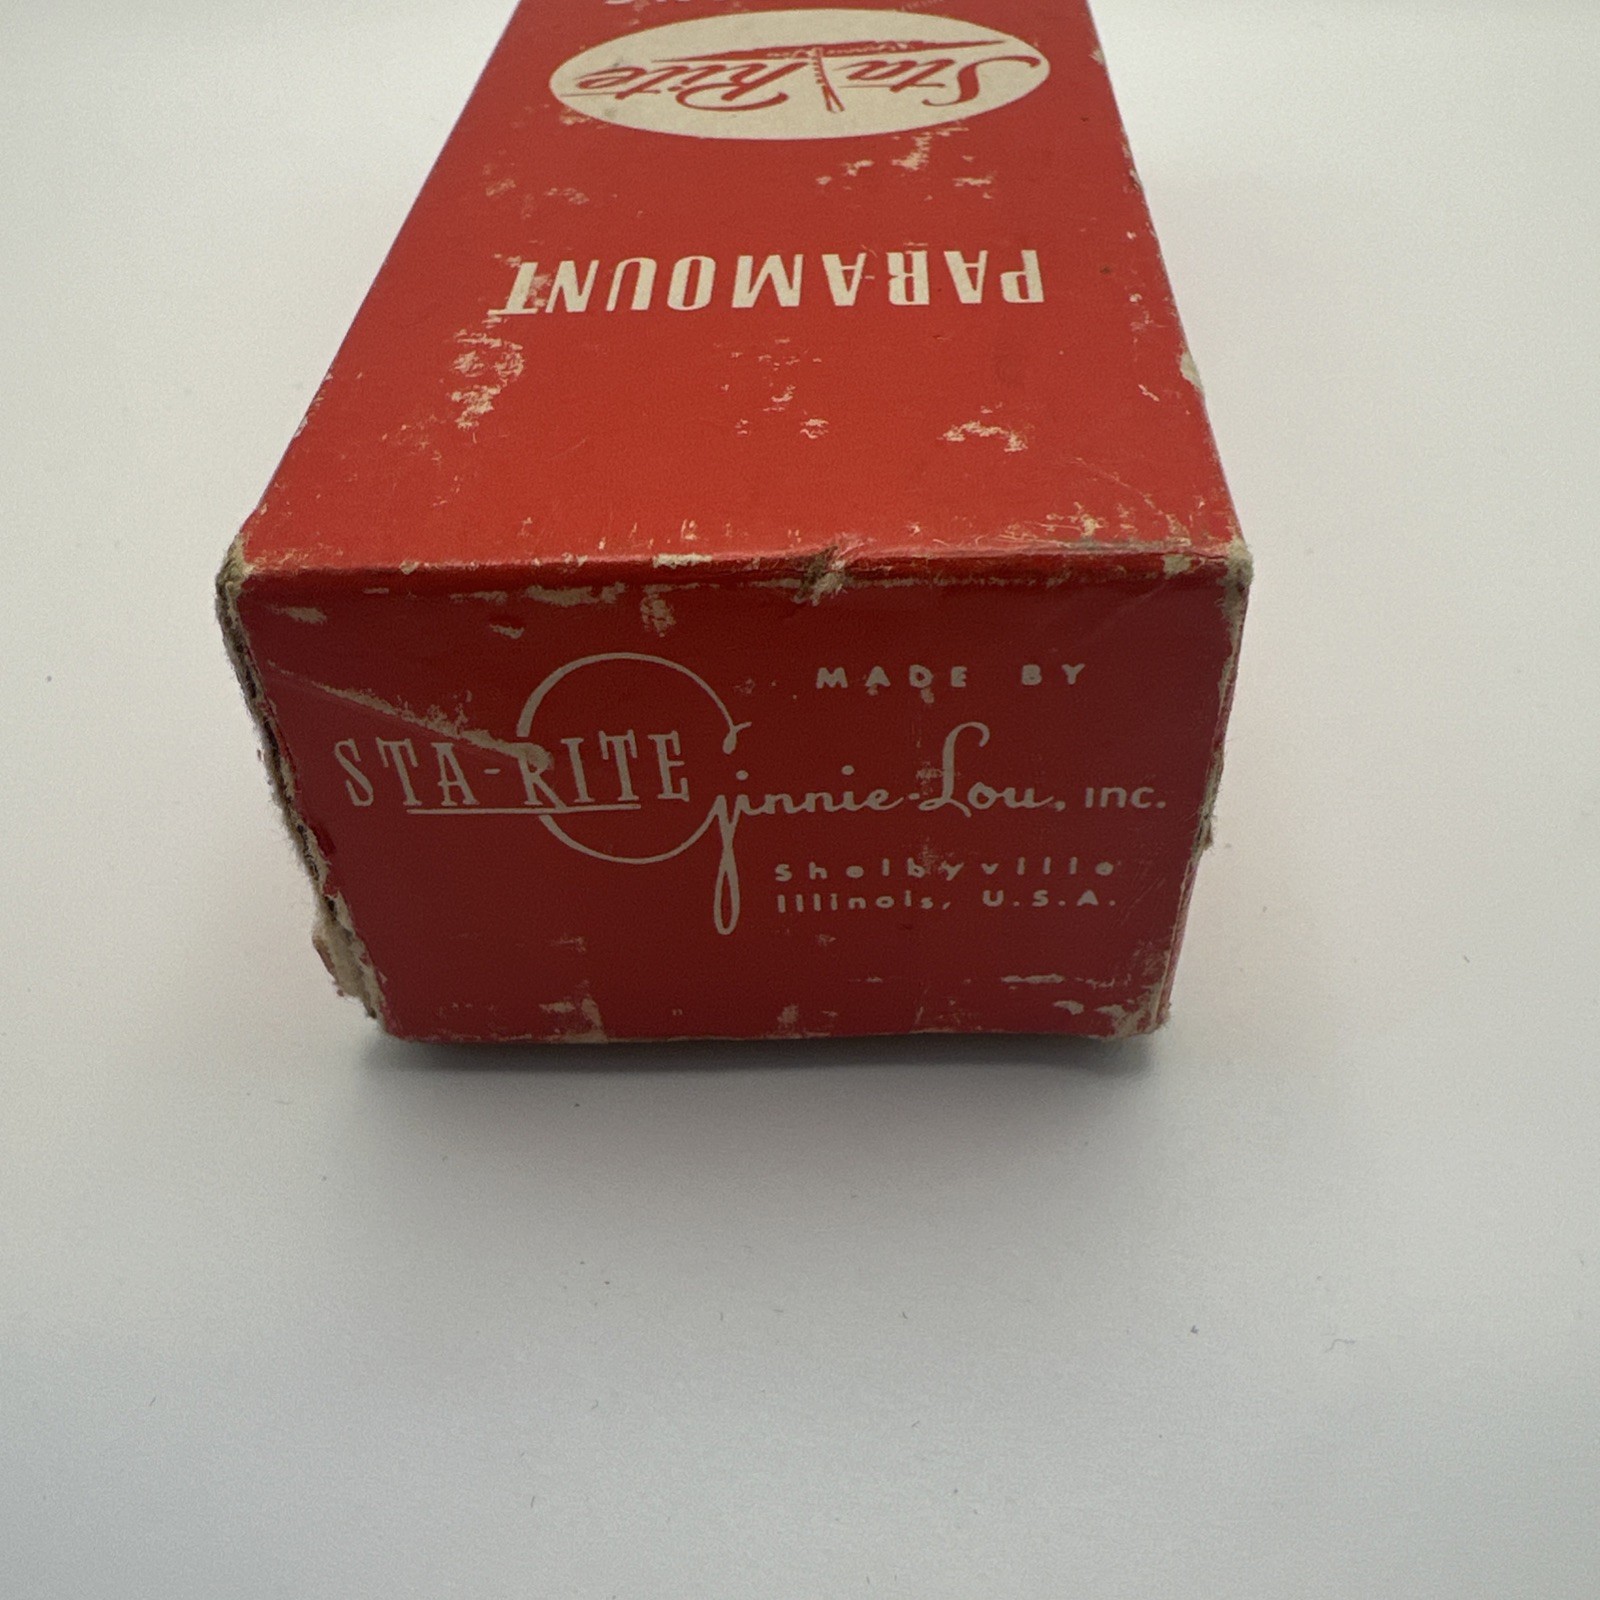 Sta Rite
PARAMOUNT
MADE BY
STA-RITE Ginnie-Lou, inc.
Shelbyville
Illinois, U.S.A.